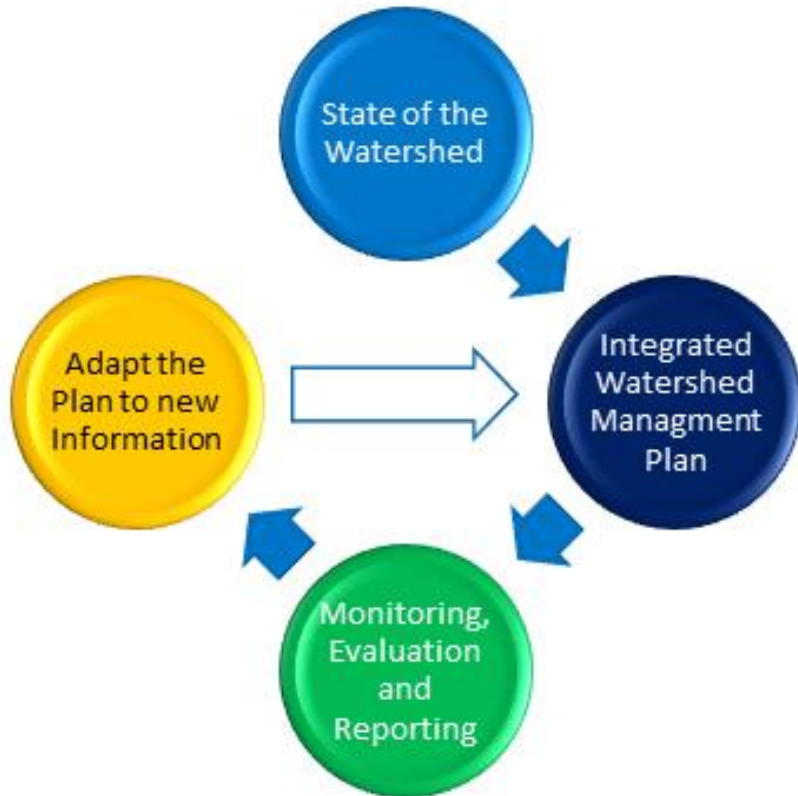 State of the
Watershed
Integrated
Watershed
Managment
Plan
Monitoring,
Evaluation
and
Reporting
Adapt the
Plan to new
Information